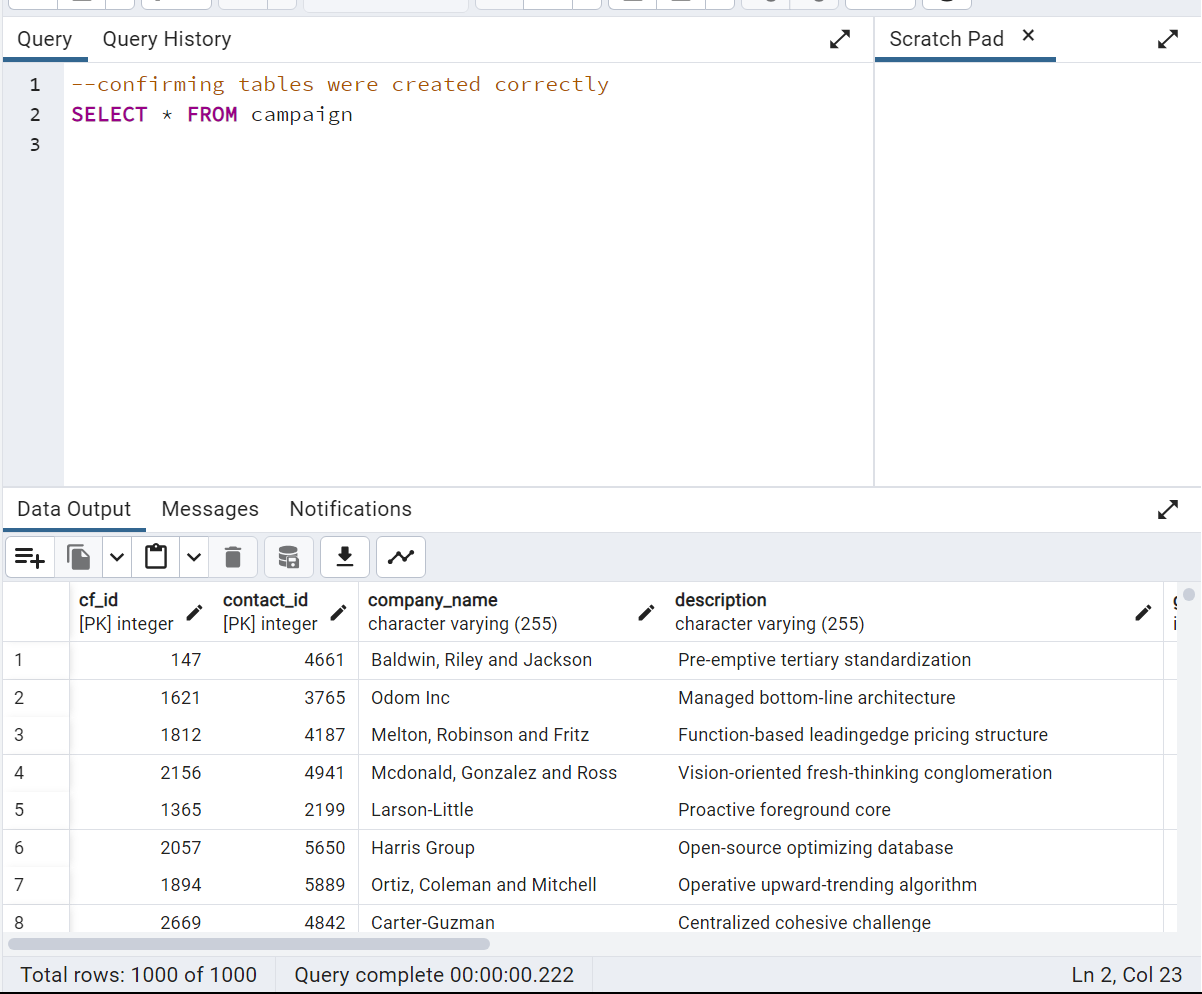 Query Query History Scratch Pad
1 --confirming tables were created correctly
2 SELECT * FROM campaign
3
Data Output Messages Notifications
cf_id contact_id company_name description
[PK] integer [PK] integer character varying (255) character varying (255)
1 147 4661 Baldwin, Riley and Jackson Pre-emptive tertiary standardization
2 1621 3765 Odom Inc Managed bottom-line architecture
3 1812 4187 Melton, Robinson and Fritz Function-based leadingedge pricing structure
4 2156 4941 Mcdonald, Gonzalez and Ross Vision-oriented fresh-thinking conglomeration
5 1365 2199 Larson-Little Proactive foreground core
6 2057 5650 Harris Group Open-source optimizing database
7 1894 5889 Ortiz, Coleman and Mitchell Operative upward-trending algorithm
8 2669 4842 Carter-Guzman Centralized cohesive challenge
Total rows: 1000 of 1000 Query complete 00:00:00.222 Ln 2, Col 23